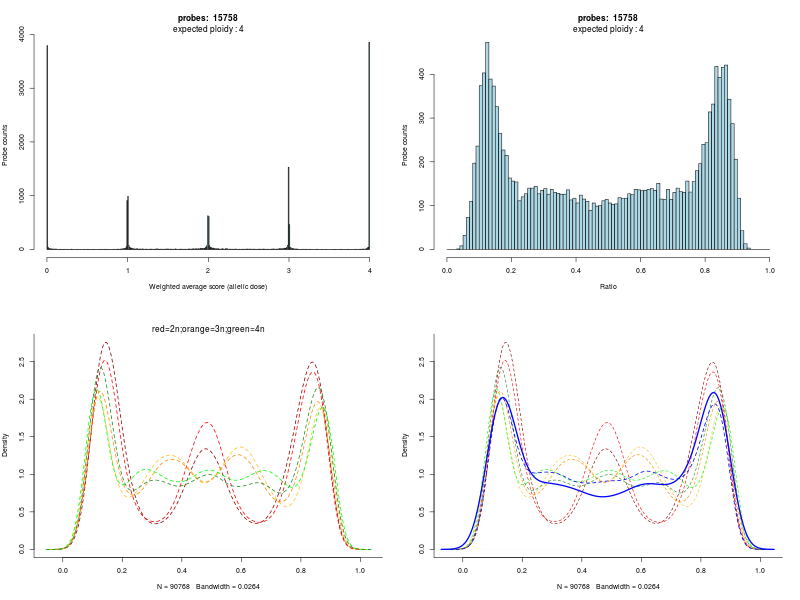 probes: 15758
expected ploidy : 4
Probe counts
4000
3000
2000
1000
0
0 1 2 3 4
Weighted average score (allelic dose)
probes: 15758
expected ploidy : 4
Probe counts
400
300
200
100
0
0.0 0.2 0.4 0.6 0.8 1.0
Ratio
red=2n;orange=3n;green=4n
Density
2.5
2.0
1.5
1.0
0.5
0.0
0.0 0.2 0.4 0.6 0.8 1.0
N = 90768 Bandwidth = 0.0264
Density
2.5
2.0
1.5
1.0
0.5
0.0
0.0 0.2 0.4 0.6 0.8 1.0
N = 90768 Bandwidth = 0.0264